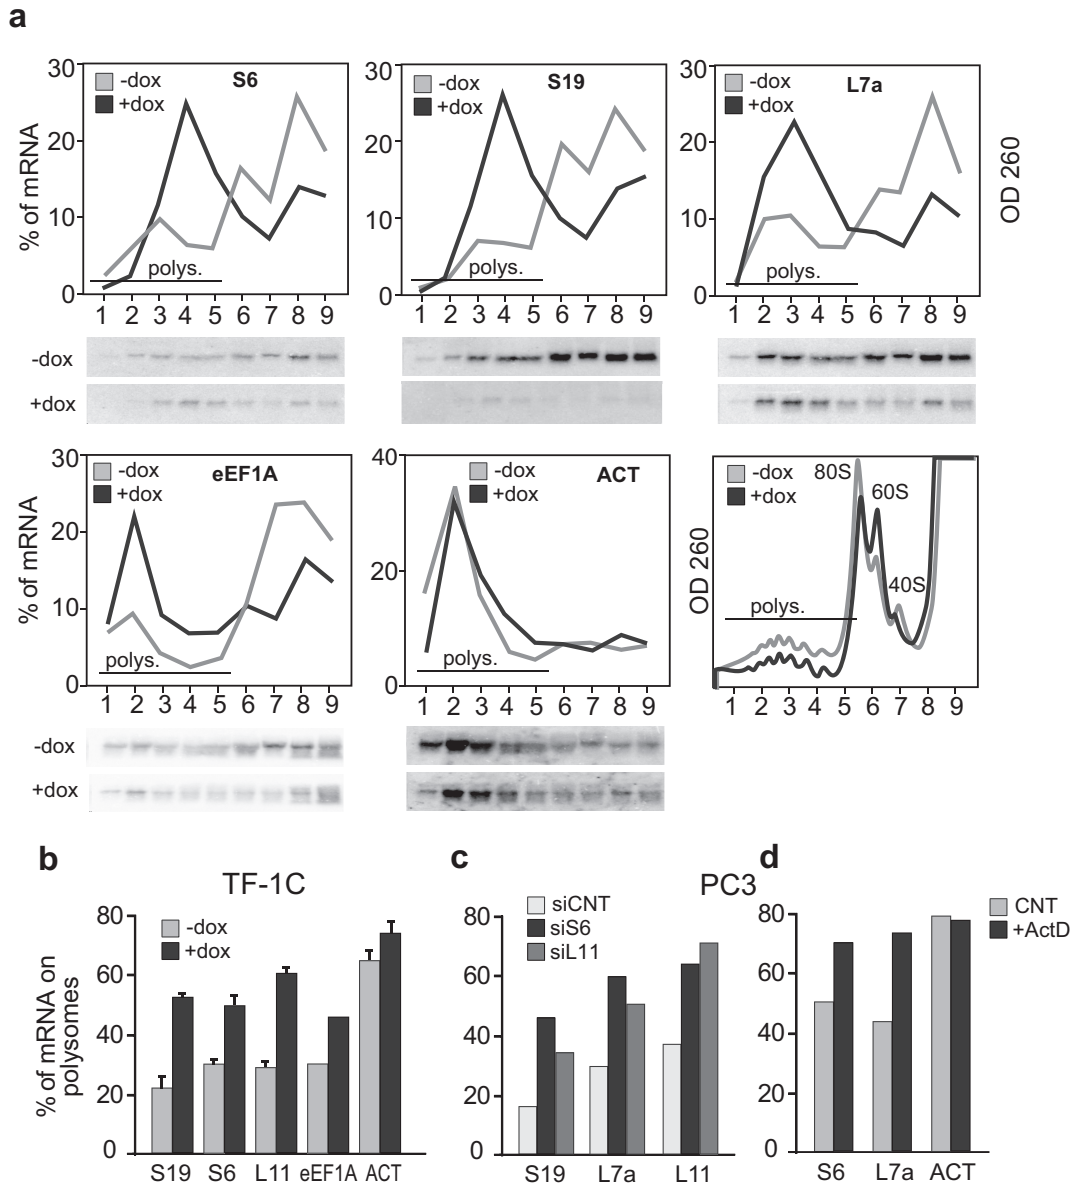 a
30
20
10
0
% of mRNA
-dox
+dox
S6
polys.
1 2 3 4 5 6 7 8 9
30
20
10
0
-dox
+dox
S19
polys.
1 2 3 4 5 6 7 8 9
30
20
10
0
-dox
+dox
L7a
polys.
1 2 3 4 5 6 7 8 9
OD 260
-dox
+dox
30
20
10
0
% of mRNA
-dox
+dox
eEF1A
polys.
1 2 3 4 5 6 7 8 9
40
20
0
-dox
+dox
ACT
polys.
1 2 3 4 5 6 7 8 9
OD 260
-dox
+dox
80S
60S
40S
polys.
1 2 3 4 5 6 7 8 9
-dox
+dox
b
TF-1C
80
60
40
20
0
% of mRNA on
polysomes
-dox
+dox
S19 S6 L11 eEF1A ACT
c
PC3
80
60
40
20
0
siCNT
siS6
siL11
S19 L7a L11
d
80
60
40
20
0
CNT
+ActD
S6 L7a ACT